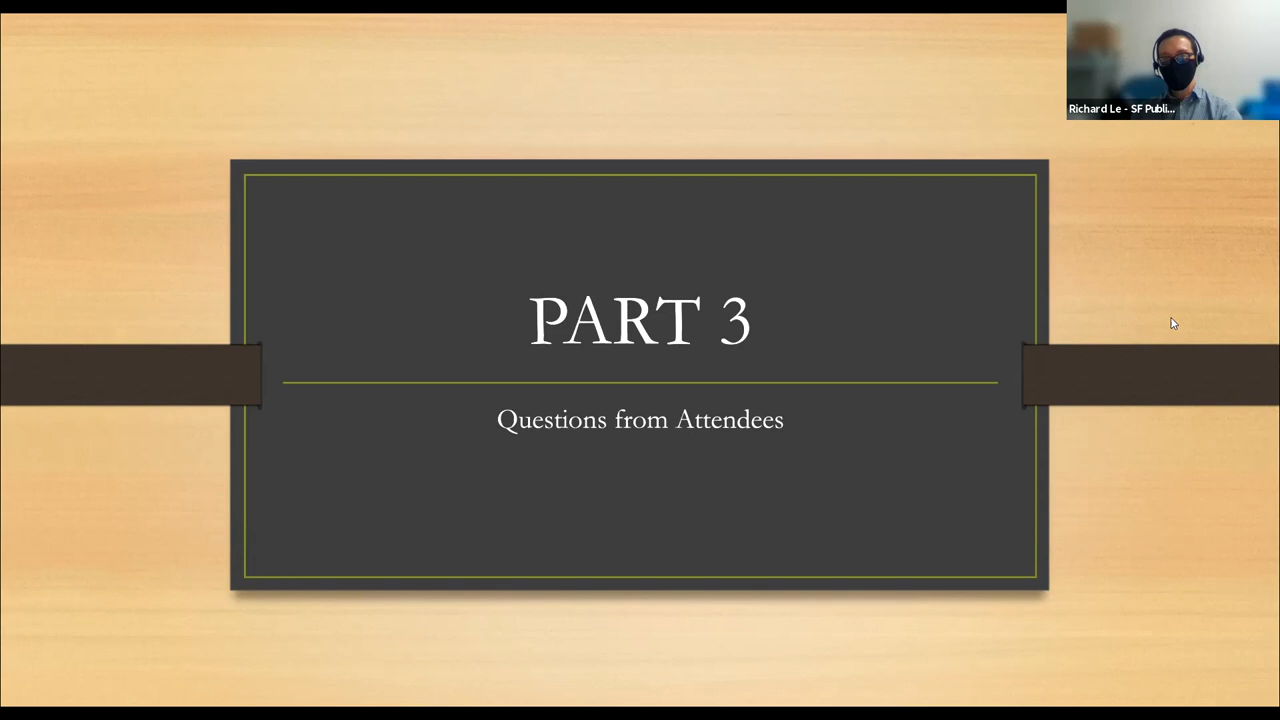 Richard Le - SF Publi...
PART 3
Questions from Attendees